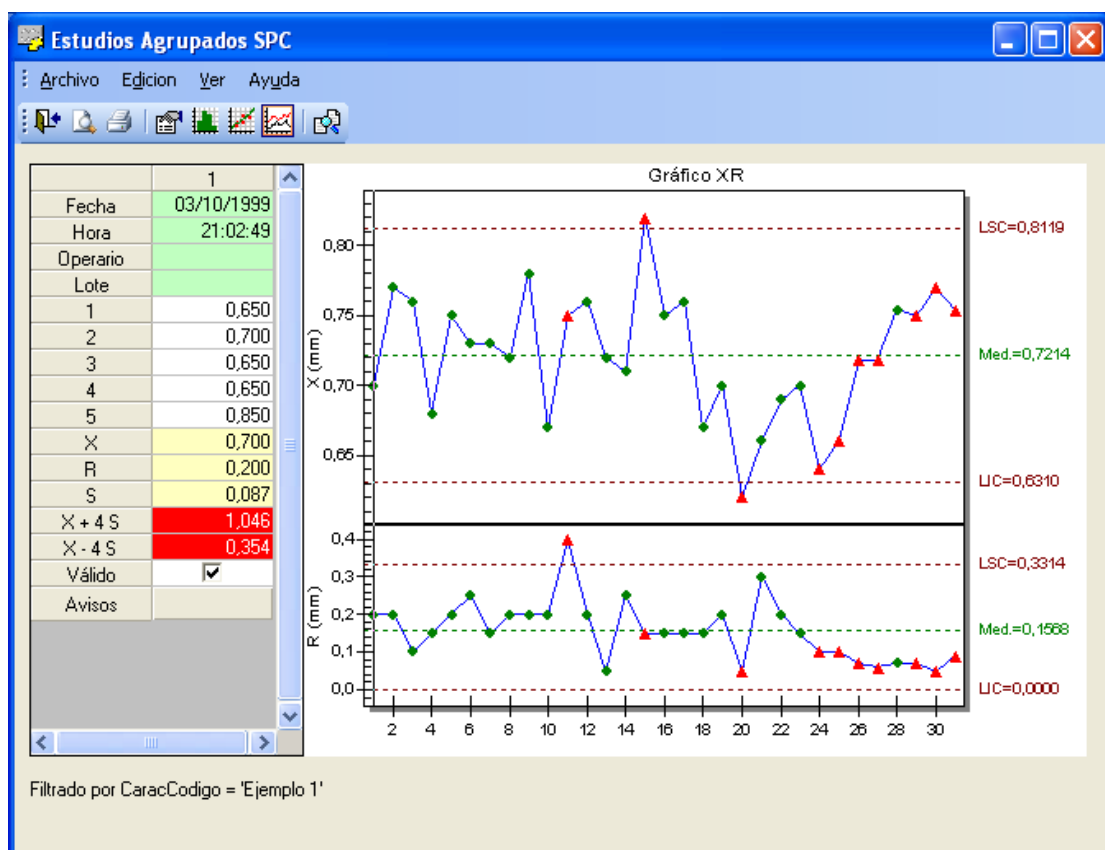 Estudios Agrupados SPC
Archivo Edicion Ver Ayuda
1
Fecha 03/10/1999
Hora 21:02:49
Operario
Lote
1 0,650
2 0,700
3 0,650
4 0,650
5 0,850
X 0,700
R 0,200
S 0,087
X + 4 S 1,046
X - 4 S 0,354
Válido
Avisos
Gráfico XR
X (mm)
0,80
0,75
0,70
0,65
LSC=0,8119
Med.=0,7214
LIC=0,6310
R (mm)
0,4
0,3
0,2
0,1
0,0
LSC=0,3314
Med.=0,1568
LIC=0,0000
2 4 6 8 10 12 14 16 18 20 22 24 26 28 30
Filtrado por CaracCodigo = 'Ejemplo 1'